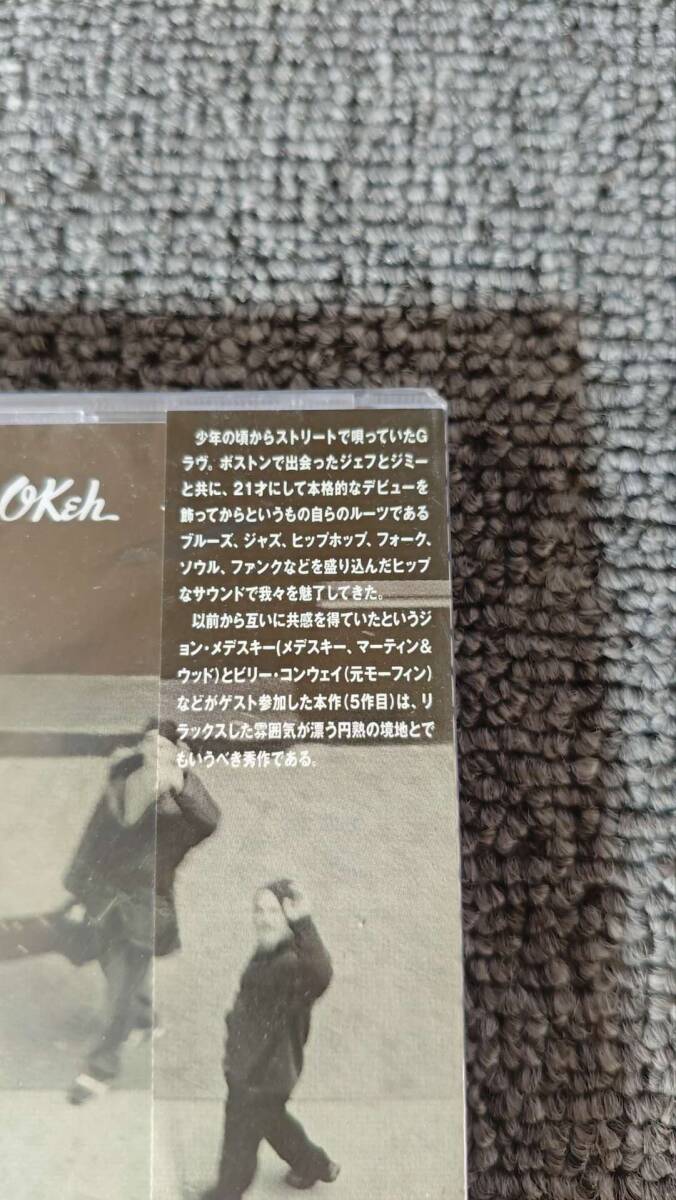 OKeh
少年の頃からストリートで唄っていたG
ラヴ。ボストンで出会ったジェフとジミー
と共に、21才にして本格的なデビューを
飾ってからというもの自らのルーツである
ブルーズ、ジャズ、ヒップホップ、フォーク、
ソウル、ファンクなどを盛り込んだヒップ
なサウンドで我々を魅了してきた。
以前から互いに共感を得ていたというジ
ョン・メデスキー(メデスキー、マーティン&
ウッド)とビリー・コンウェイ(元モーフィン)
などがゲスト参加した本作(5作目)は、リ
ラックスした雰囲気が漂う円熟の境地とで
もいうべき秀作である。